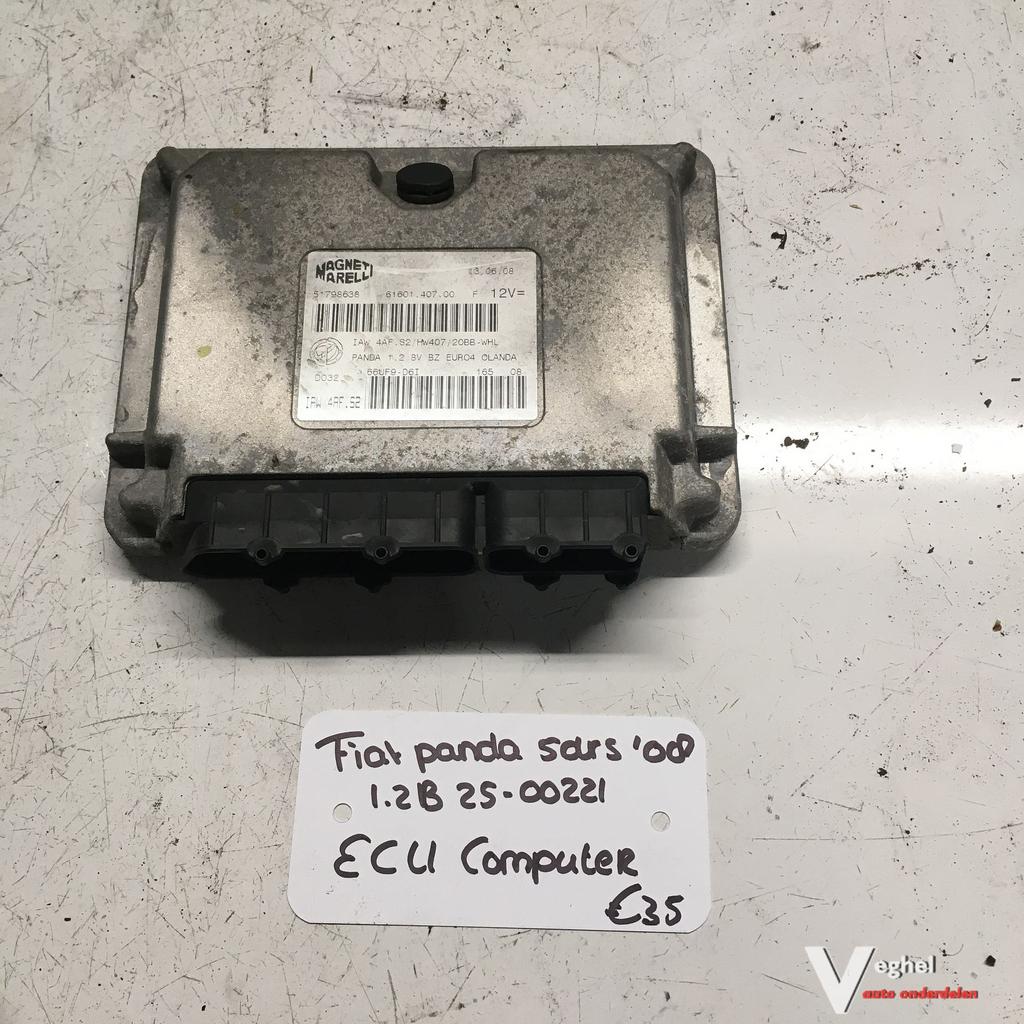 MAGNETI
MARELLI
13.06/08
51798638 61601.407.00 F 12V=
IAW 4AF.S2/HW407/20BB-WHL
PANDA 1.2 8V BZ EURO4 OLANDA
D032 66UF9-D6I 165 08
IAW 4AF.S2
Fiat panda 5drs '08
1.2B 25-00221
ECU Computer
€35
Veghel
auto onderdelen